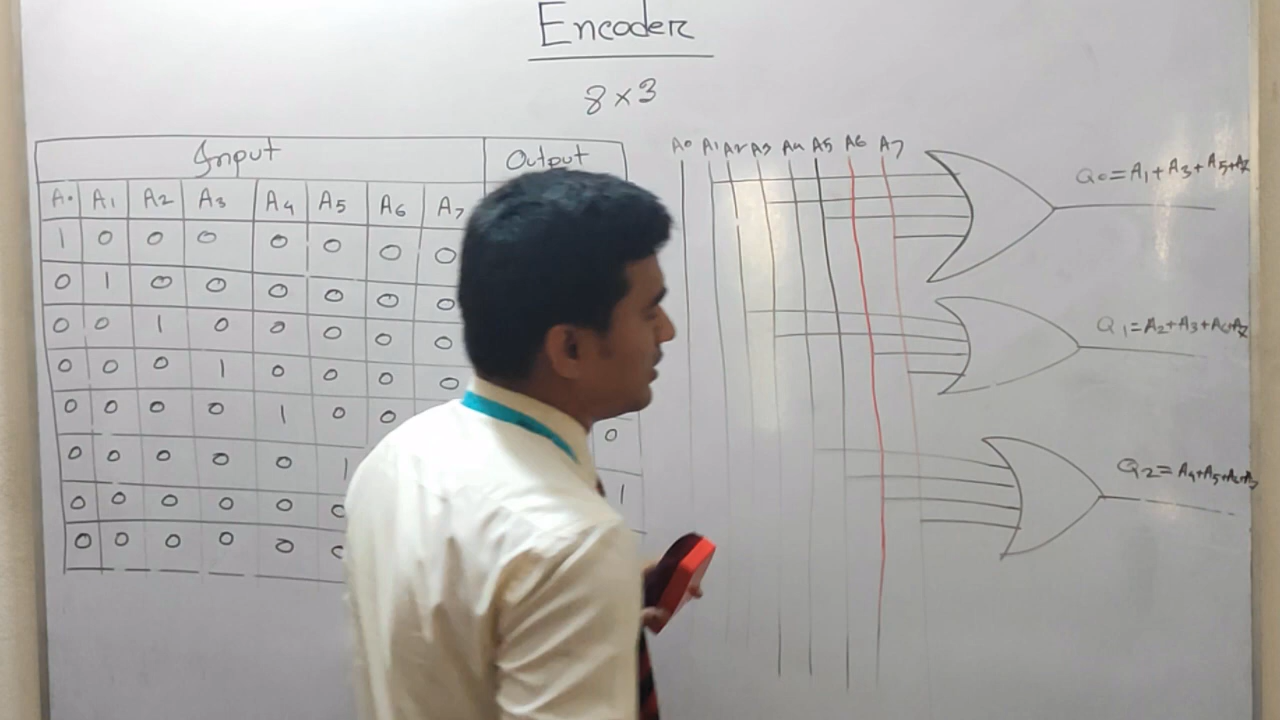 Encoder
8×3
Input Output
A0 A1 A2 A3 A4 A5 A6 A7
1 0 0 0 0 0 0 0
0 1 0 0 0 0 0 0
0 0 1 0 0 0 0 0
0 0 0 1 0 0 0 0
0 0 0 0 1 0 0 0
0 0 0 0 0 1 1
0 0 0 0 0 0
0 0 0 0 0 0
A0 A1 A2 A3 A4 A5 A6 A7
Q0=A1+A3+A5+A7
Q1=A2+A3+A6+A7
Q2=A4+A5+A6+A7